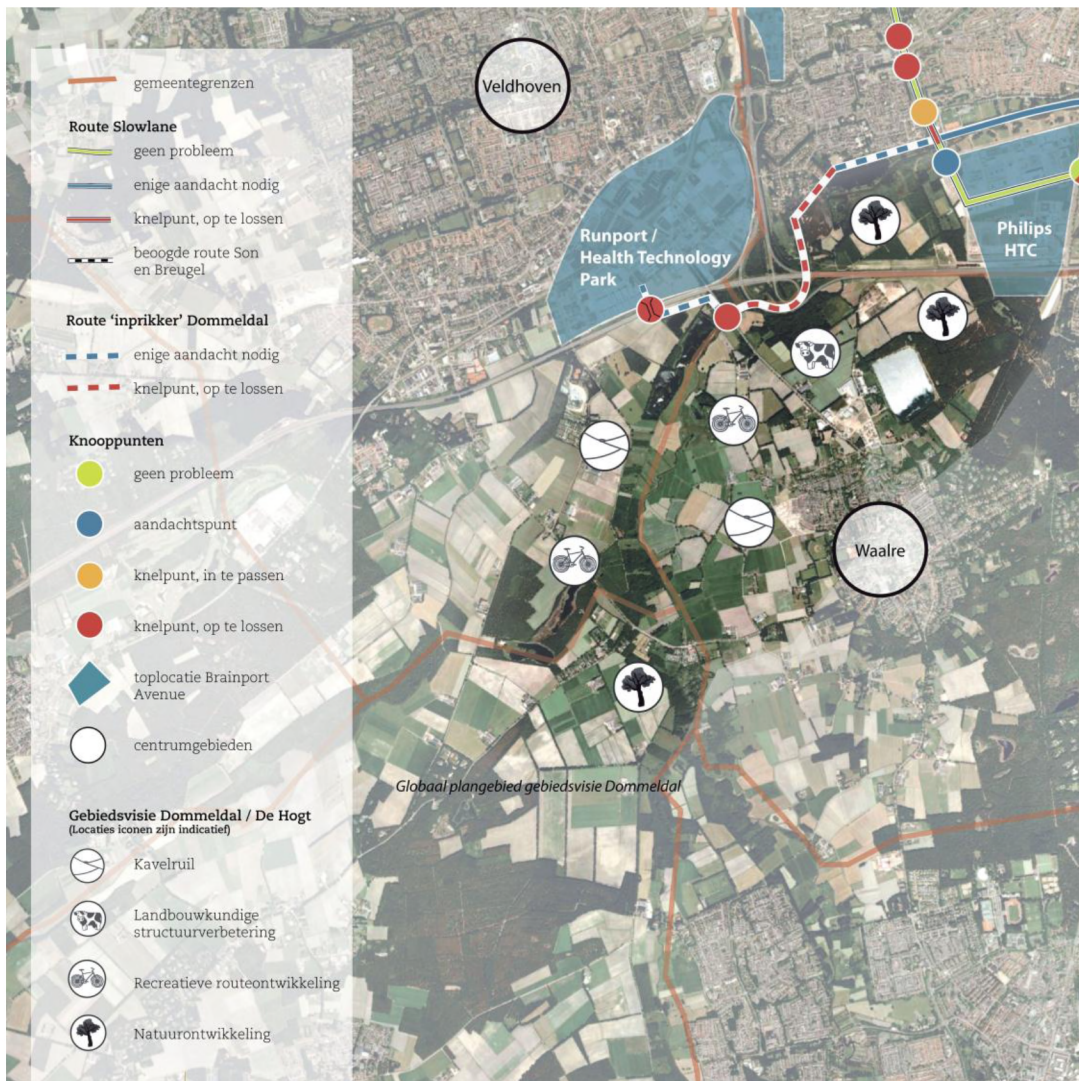 gemeentegrenzen
Route Slowlane
geen probleem
enige aandacht nodig
knelpunt, op te lossen
beoogde route Son
en Breugel
Route ‘inprikker’ Dommeldal
enige aandacht nodig
knelpunt, op te lossen
Knooppunten
geen probleem
aandachtspunt
knelpunt, in te passen
knelpunt, op te lossen
toplocatie Brainport
Avenue
centrumgebieden
Gebiedsvisie Dommeldal / De Hogt
(Locaties iconen zijn indicatief)
Kavelruil
Landbouwkundige
structuurverbetering
Recreatieve routeontwikkeling
Natuurontwikkeling
Veldhoven
Runport /
Health Technology
Park
Philips
HTC
Waalre
Globaal plangebied gebiedsvisie Dommeldal